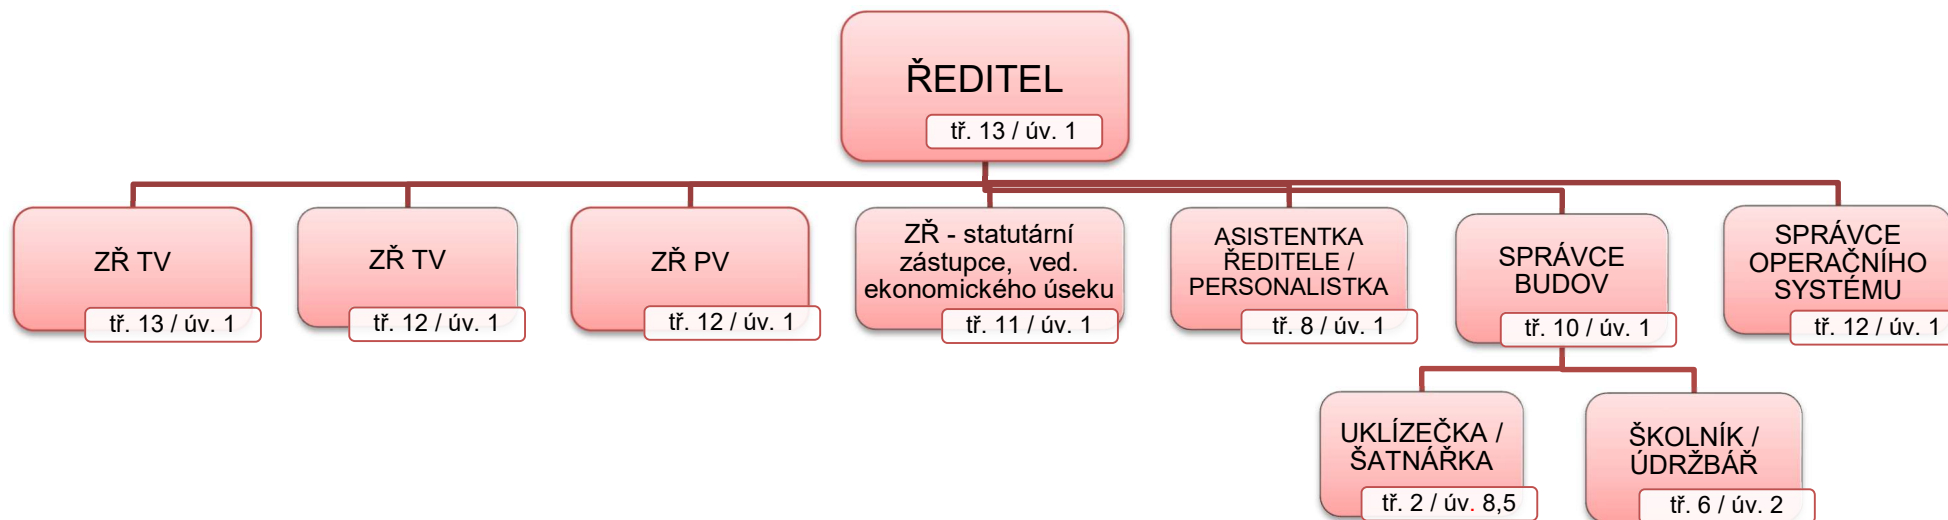 ŘEDITEL
tř. 13 / úv. 1
ZŘ TV
tř. 13 / úv. 1
ZŘ TV
tř. 12 / úv. 1
ZŘ PV
tř. 12 / úv. 1
ZŘ - statutární
zástupce, ved.
ekonomického úseku
tř. 11 / úv. 1
ASISTENTKA
ŘEDITELE /
PERSONALISTKA
tř. 8 / úv. 1
SPRÁVCE
BUDOV
tř. 10 / úv. 1
SPRÁVCE
OPERAČNÍHO
SYSTÉMU
tř. 12 / úv. 1
UKLÍZEČKA /
ŠATNÁŘKA
tř. 2 / úv. 8,5
ŠKOLNÍK /
ÚDRŽBÁŘ
tř. 6 / úv. 2